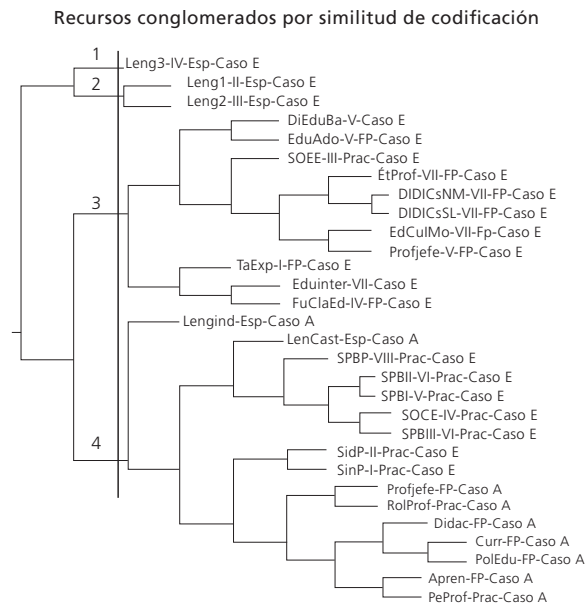 Recursos conglomerados por similitud de codificación
1
Leng3-IV-Esp-Caso E
2
Leng1-II-Esp-Caso E
Leng2-III-Esp-Caso E
DiEduBa-V-FP-Caso E
EduAdo-V-FP-Caso E
SOEE-III-Prac-Caso E
ÉtProf-VII-FP-Caso E
DIDICsNM-VII-FP-Caso E
3
DIDICsSL-VII-FP-Caso E
EdCulMo-VII-Fp-Caso E
Profjefe-V-FP-Caso E
TaExp-I-FP-Caso E
Eduinter-VII-Caso E
FuClaEd-IV-FP-Caso E
Lengind-Esp-Caso A
LenCast-Esp-Caso A
SPBP-VIII-Prac-Caso E
SPBII-VI-Prac-Caso E
SPBI-V-Prac-Caso E
SOCE-IV-Prac-Caso E
SPBIII-VI-Prac-Caso E
4
SidP-II-Prac-Caso E
SinP-I-Prac-Caso E
Profjefe-FP-Caso A
RolProf-Prac-Caso A
Didac-FP-Caso A
Curr-FP-Caso A
PolEdu-FP-Caso A
Apren-FP-Caso A
PeProf-Prac-Caso A